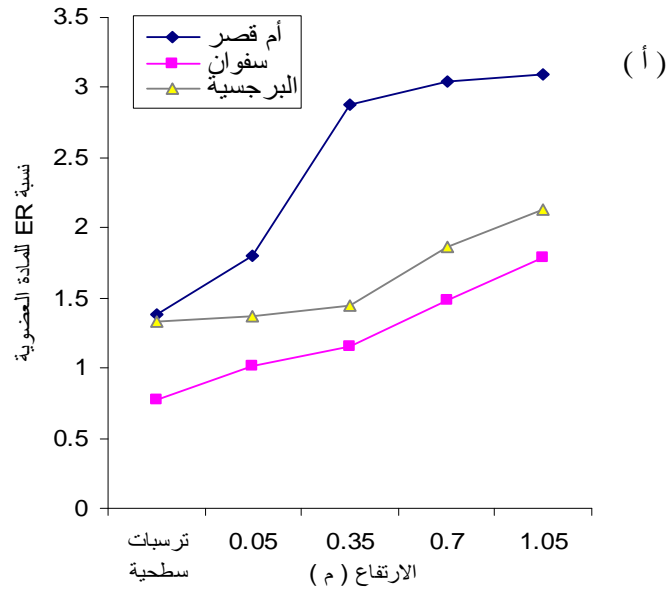 3.5
3
2.5
2
1.5
1
0.5
0
نسبة ER للمادة العضوية
أم قصر
سفوان
البرجسية
( أ )
ترسبات
سطحية
0.05
0.35
0.7
1.05
الارتفاع ( م )